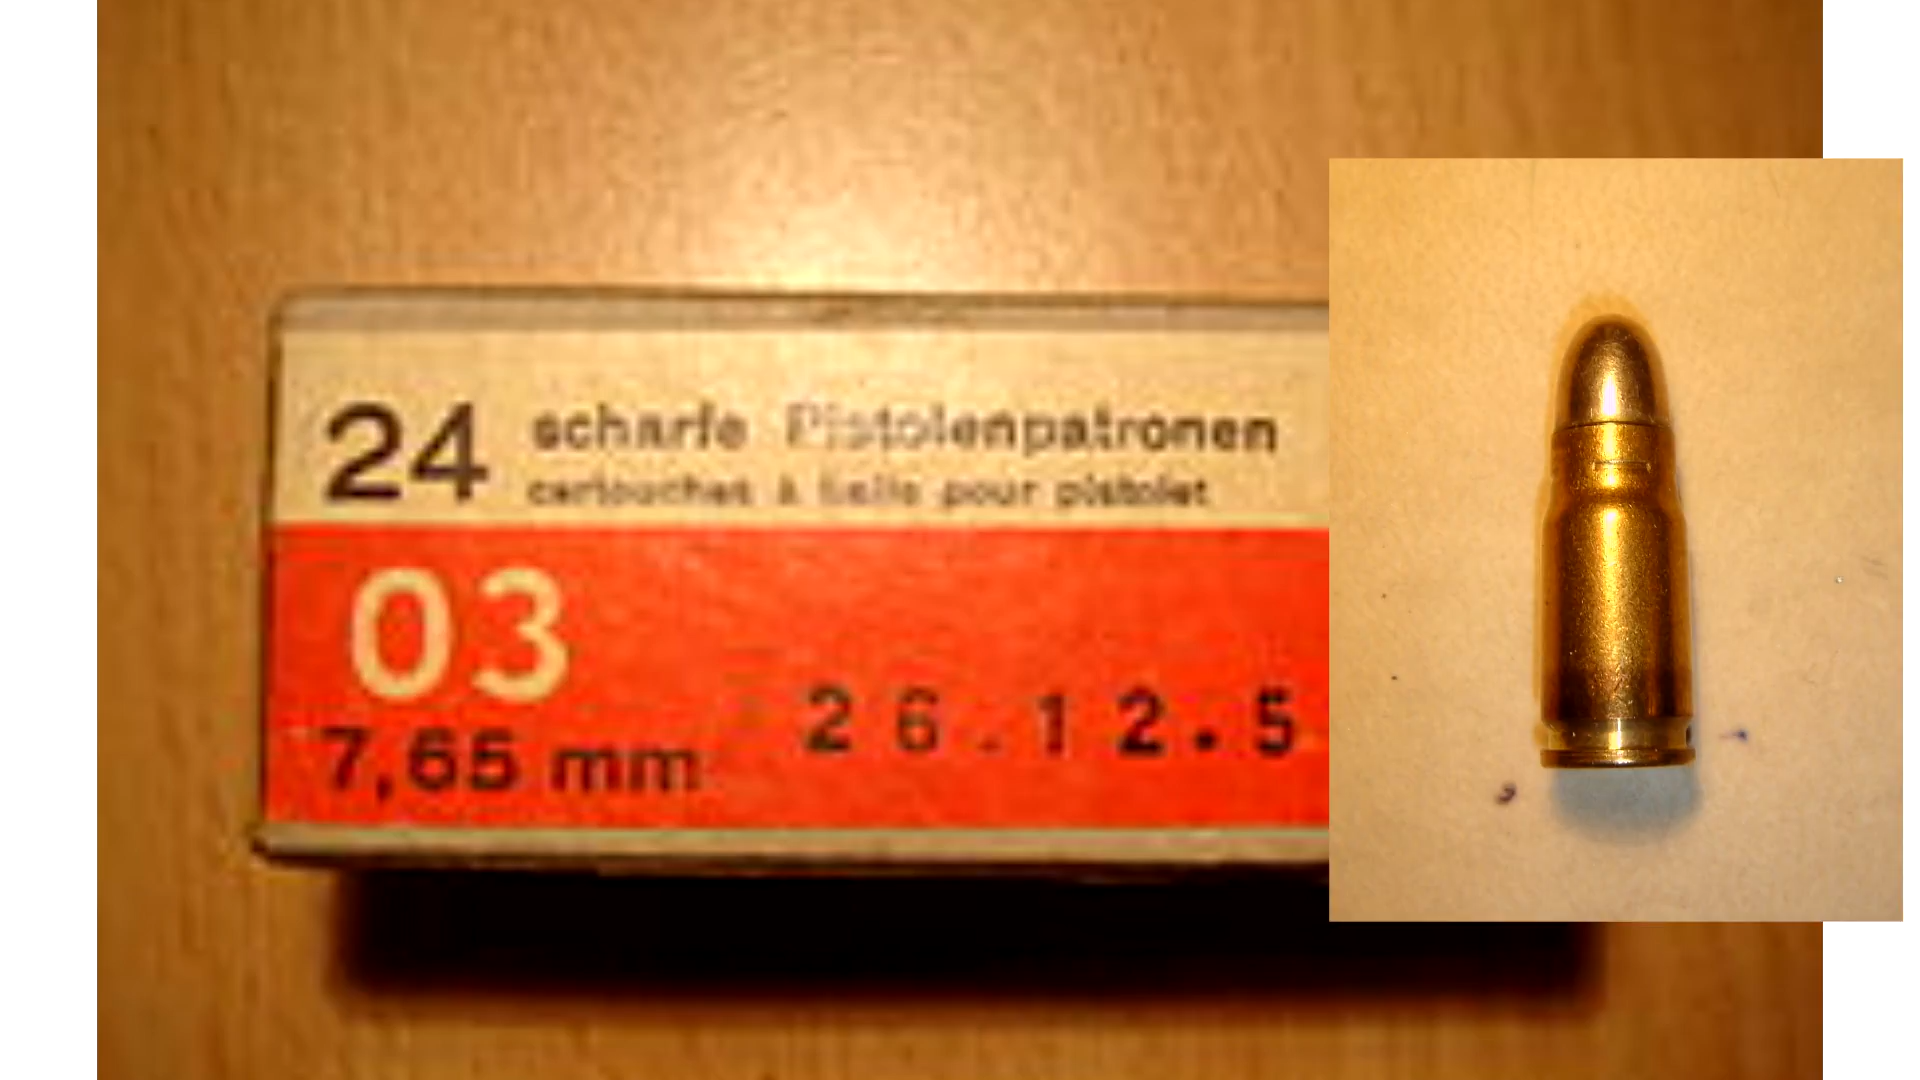 24 scharfe Pistolenpatronen
cartouches à balle pour pistolet
03
7,65 mm
26.12.5